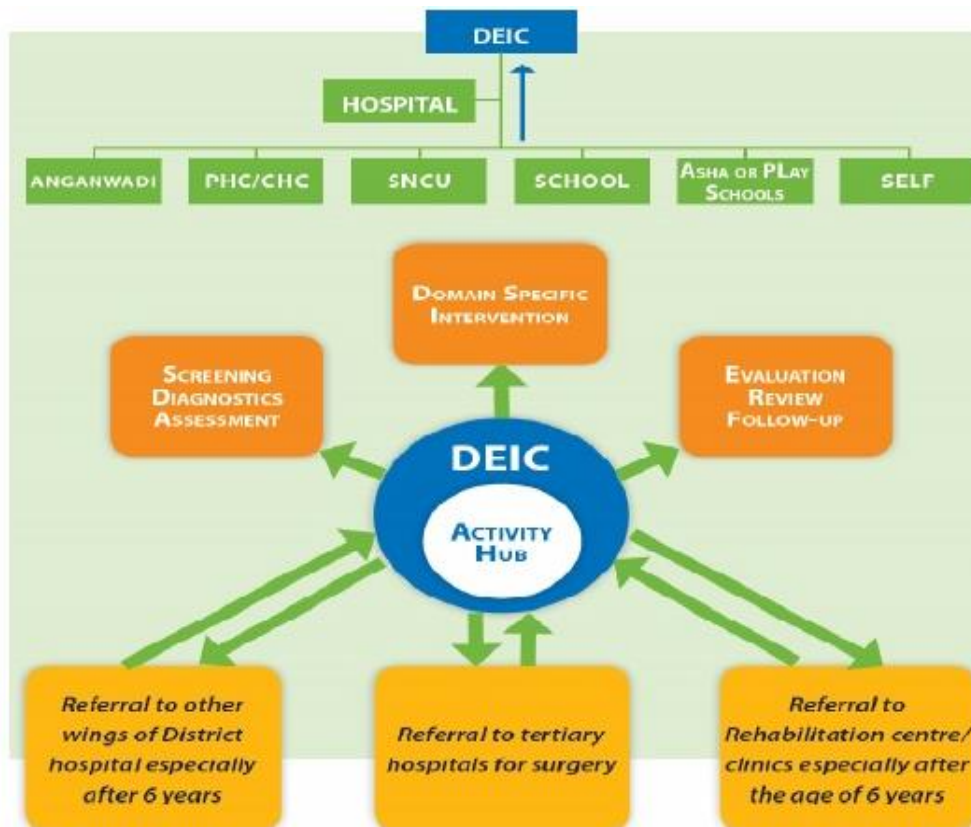 DEIC
HOSPITAL
ANGANWADI
PHC/CHC
SNCU
SCHOOL
ASHA OR PLAY
SCHOOLS
SELF
DOMAIN SPECIFIC
INTERVENTION
SCREENING
DIAGNOSTICS
ASSESSMENT
EVALUATION
REVIEW
FOLLOW-UP
DEIC
ACTIVITY
HUB
Referral to other
wings of District
hospital especially
after 6 years
Referral to tertiary
hospitals for surgery
Referral to
Rehabilitation centre/
clinics especially after
the age of 6 years